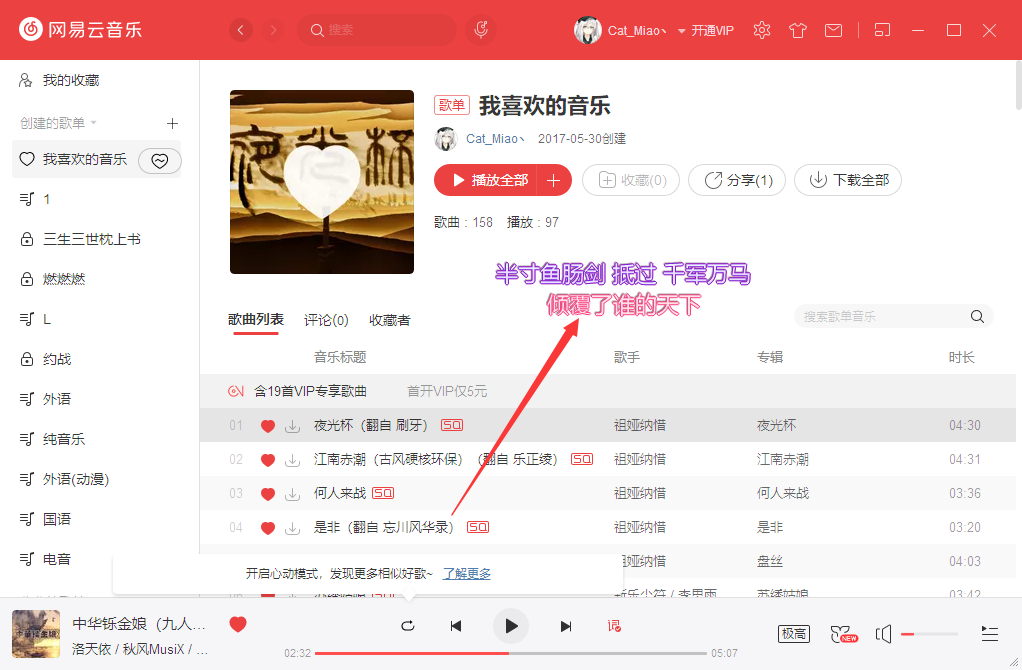 网易云音乐
搜索
Cat_Miao丶
开通VIP
我的收藏
创建的歌单
我喜欢的音乐
1
三生三世枕上书
燃燃燃
L
约战
外语
纯音乐
外语(动漫)
国语
电音
歌单 我喜欢的音乐
Cat_Miao丶 2017-05-30创建
播放全部 收藏(0) 分享(1) 下载全部
歌曲：158 播放：97
半寸鱼肠剑 抵过 千军万马
倾覆了谁的天下
歌曲列表 评论(0) 收藏者
搜索歌单音乐
音乐标题 歌手 专辑 时长
含19首VIP专享歌曲 首开VIP仅5元
01 夜光杯（翻自 刷牙） SQ 祖娅纳惜 夜光杯 04:30
02 江南赤潮（古风硬核环保）（翻自 乐正绫） SQ 祖娅纳惜 江南赤潮 04:31
03 何人来战 SQ 祖娅纳惜 何人来战 03:36
04 是非（翻自 忘川风华录） SQ 祖娅纳惜 是非 03:20
祖娅纳惜 盘丝 04:03
苏绣姑娘 03:42
开启心动模式，发现更多相似好歌~ 了解更多
中华铄金娘（九人...
洛天依 / 秋风MusiX / ...
02:32
05:07
词
极高
NEW